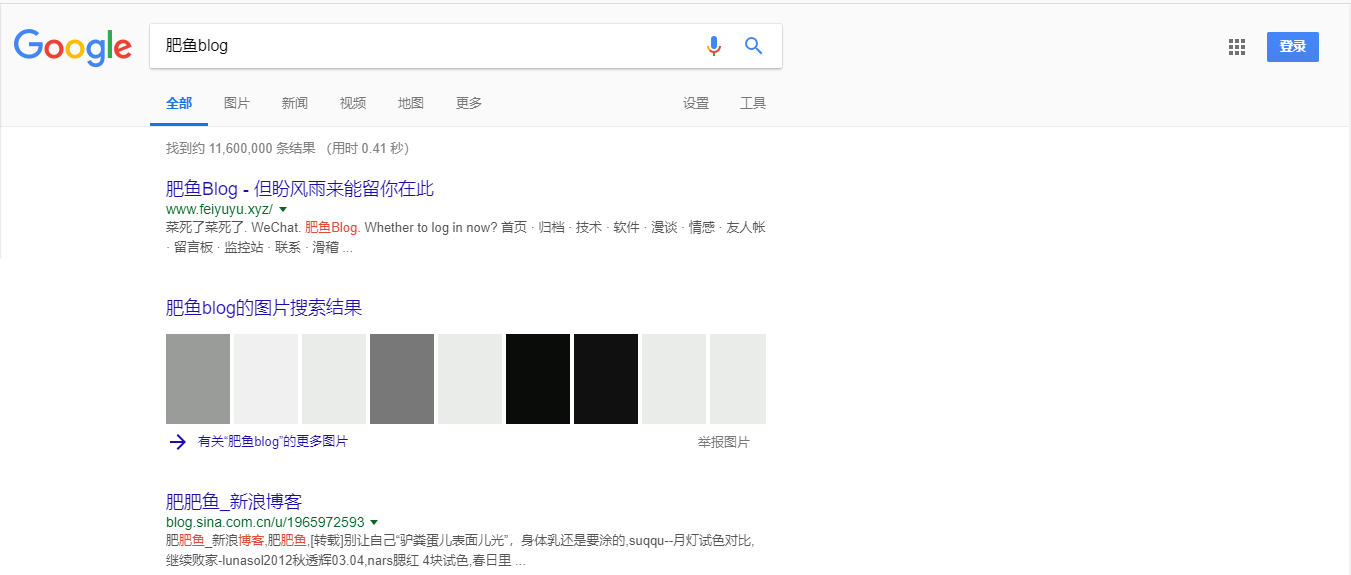 Google
肥鱼blog
登录
全部 图片 新闻 视频 地图 更多 设置 工具
找到约 11,600,000 条结果 （用时 0.41 秒）
肥鱼Blog - 但盼风雨来能留你在此
www.feiyuyu.xyz/
菜死了菜死了. WeChat. 肥鱼Blog. Whether to log in now? 首页 · 归档 · 技术 · 软件 · 漫谈 · 情感 · 友人帐
· 留言板 · 监控站 · 联系 · 滑稽 ...
肥鱼blog的图片搜索结果
有关“肥鱼blog”的更多图片 举报图片
肥肥鱼_新浪博客
blog.sina.com.cn/u/1965972593
肥肥鱼_新浪博客,肥肥鱼,[转载]别让自己“驴粪蛋儿表面儿光”，身体乳还是要涂的,suqqu--月灯试色对比,
继续败家-lunasol2012秋透辉03.04,nars腮红 4块试色,春日里 ...